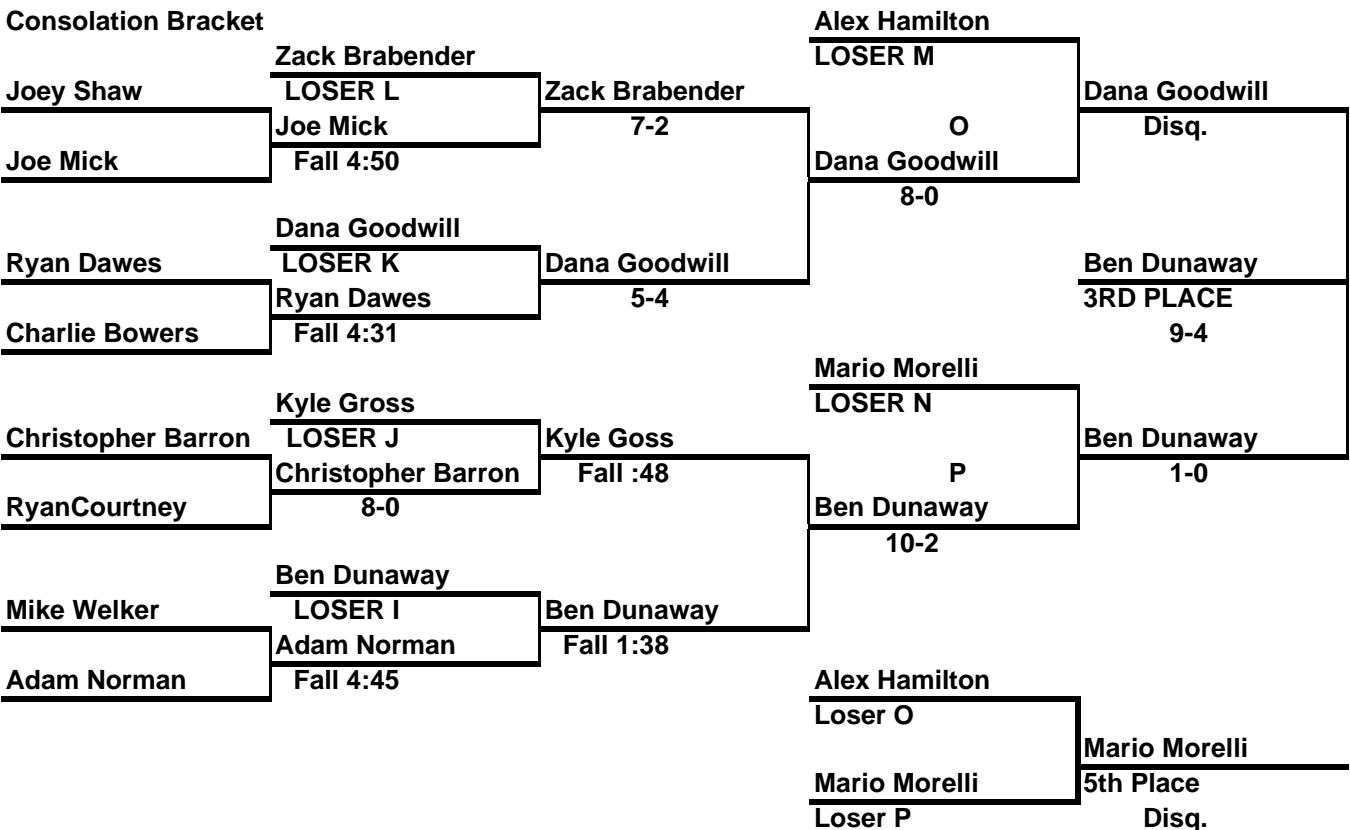 Consolation Bracket Alex Hamilton
Zack Brabender LOSER M
Joey Shaw LOSER L Zack Brabender Dana Goodwill
Joe Mick 7-2 O Disq.
Joe Mick Fall 4:50 Dana Goodwill
8-0
Dana Goodwill
Ryan Dawes LOSER K Dana Goodwill Ben Dunaway
Ryan Dawes 5-4 3RD PLACE
Charlie Bowers Fall 4:31 9-4
Mario Morelli
Kyle Gross LOSER N
Christopher Barron LOSER J Kyle Goss Ben Dunaway
Christopher Barron Fall :48 P 1-0
RyanCourtney 8-0 Ben Dunaway
10-2
Ben Dunaway
Mike Welker LOSER I Ben Dunaway
Adam Norman Fall 1:38
Adam Norman Fall 4:45 Alex Hamilton
Loser O
Mario Morelli
Mario Morelli 5th Place
Loser P Disq.